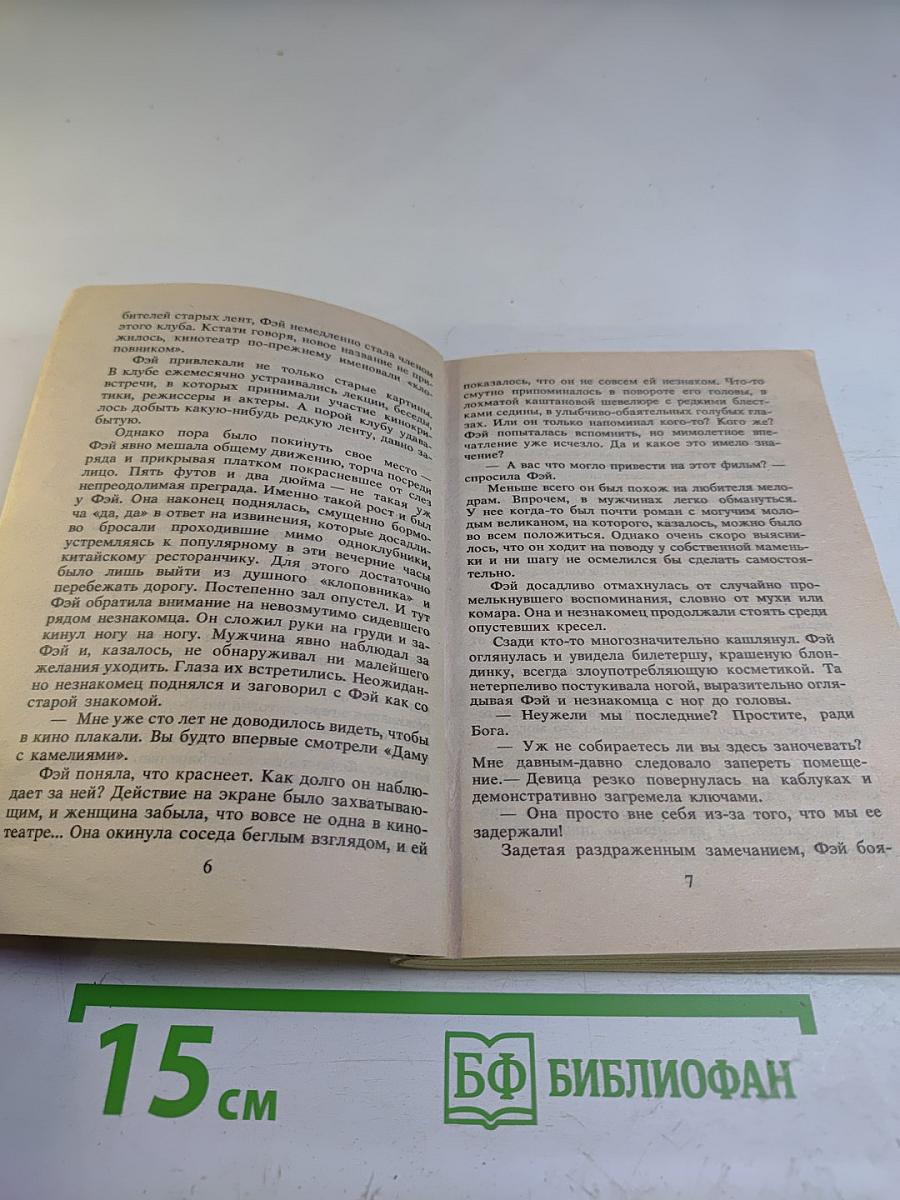 бителей старых лент, Фэй немедленно стала членом
этого клуба. Кстати говоря, новое название не при-
жилось, кинотеатр по-прежнему именовали «кло-
повником».
Фэй привлекали не только старые картины.
В клубе ежемесячно устраивались лекции, беседы,
встречи, в которых принимали участие кинокри-
тики, режиссеры и актеры. А порой клубу удава-
лось добыть какую-нибудь редкую ленту, давно за-
бытую.
Однако пора было покинуть свое место —
Фэй явно мешала общему движению, торча посреди
ряда и прикрывая платком покрасневшее от слез
лицо. Пять футов и два дюйма — не такая уж
непреодолимая преграда. Именно такой рост и был
у Фэй. Она наконец поднялась, смущенно бормо-
ча «да, да» в ответ на извинения, которые досадли-
во бросали проходившие мимо одноклубники,
устремляясь к популярному в эти вечерние часы
китайскому ресторанчику. Для этого достаточно
было лишь выйти из душного «клоповника» и
перебежать дорогу. Постепенно зал опустел. И тут
Фэй обратила внимание на невозмутимо сидевшего
рядом незнакомца. Он сложил руки на груди и за-
кинул ногу на ногу. Мужчина явно наблюдал за
Фэй и, казалось, не обнаруживал ни малейшего
желания уходить. Глаза их встретились. Неожидан-
но незнакомец поднялся и заговорил с Фэй как со
старой знакомой.
— Мне уже сто лет не доводилось видеть, чтобы
в кино плакали. Вы будто впервые смотрели «Даму
с камелиями».
Фэй поняла, что краснеет. Как долго он наблю-
дает за ней? Действие на экране было захватываю-
щим, и женщина забыла, что вовсе не одна в кино-
театре... Она окинула соседа беглым взглядом, и ей
6
показалось, что он не совсем ей незнаком. Что-то
смутно припоминалось в повороте его головы, в
лохматой каштановой шевелюре с редкими блест-
ками седины, в улыбчиво-обаятельных голубых гла-
зах. Или он только напоминал кого-то? Кого же?
Фэй попыталась вспомнить, но мимолетное впе-
чатление уже исчезло. Да и какое это имело зна-
чение?
— А вас что могло привести на этот фильм? —
спросила Фэй.
Меньше всего он был похож на любителя мело-
драм. Впрочем, в мужчинах легко обмануться.
У нее когда-то был почти роман с могучим моло-
дым великаном, на которого, казалось, можно было
во всем положиться. Однако очень скоро выясни-
лось, что он ходит на поводу у собственной мамень-
ки и ни шагу не осмелился бы сделать самостоя-
тельно.
Фэй досадливо отмахнулась от случайно про-
мелькнувшего воспоминания, словно от мухи или
комара. Она и незнакомец продолжали стоять среди
опустевших кресел.
Сзади кто-то многозначительно кашлянул. Фэй
оглянулась и увидела билетершу, крашеную блон-
динку, всегда злоупотребляющую косметикой. Та
нетерпеливо постукивала ногой, выразительно огля-
дывая Фэй и незнакомца с ног до головы.
— Неужели мы последние? Простите, ради
Бога.
— Уж не собираетесь ли вы здесь заночевать?
Мне давным-давно следовало запереть помеще-
ние.— Девица резко повернулась на каблуках и
демонстративно загремела ключами.
— Она просто вне себя из-за того, что мы ее
задержали!
Задетая раздраженным замечанием, Фэй боя-
7
15 см
БФ БИБЛИОФАН